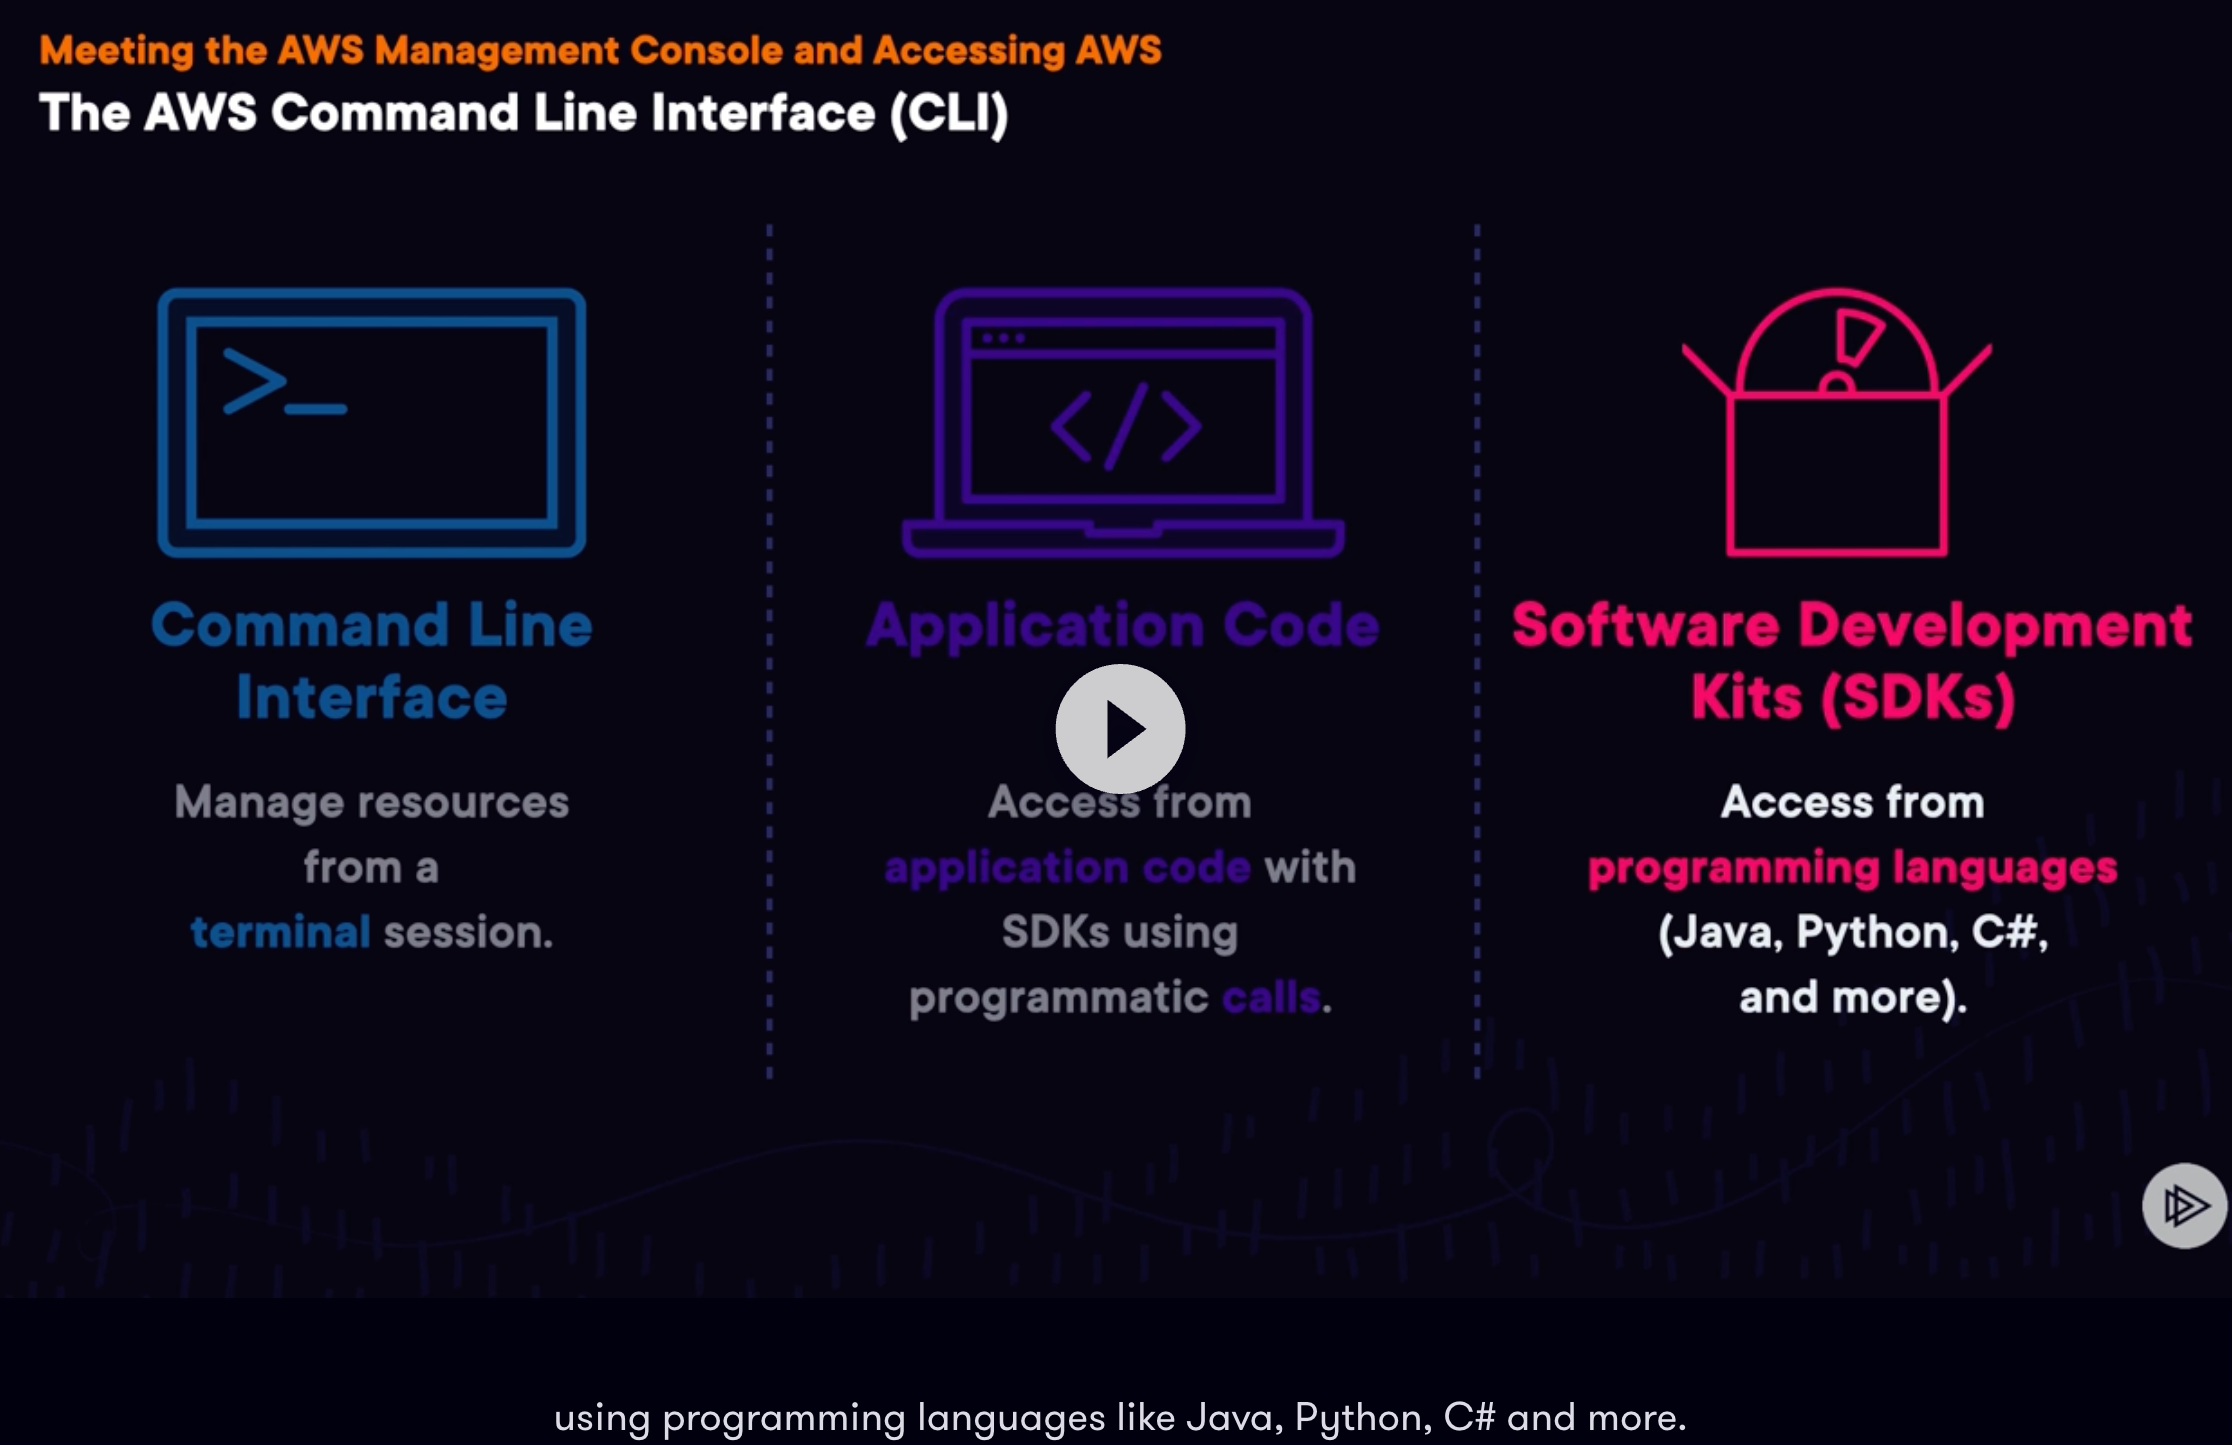 Meeting the AWS Management Console and Accessing AWS
The AWS Command Line Interface (CLI)
>_
</>
Command Line
Interface
Manage resources
from a
terminal session.
Application Code
Access from
application code with
SDKs using
programmatic calls.
Software Development
Kits (SDKs)
Access from
programming languages
(Java, Python, C#,
and more).
using programming languages like Java, Python, C# and more.